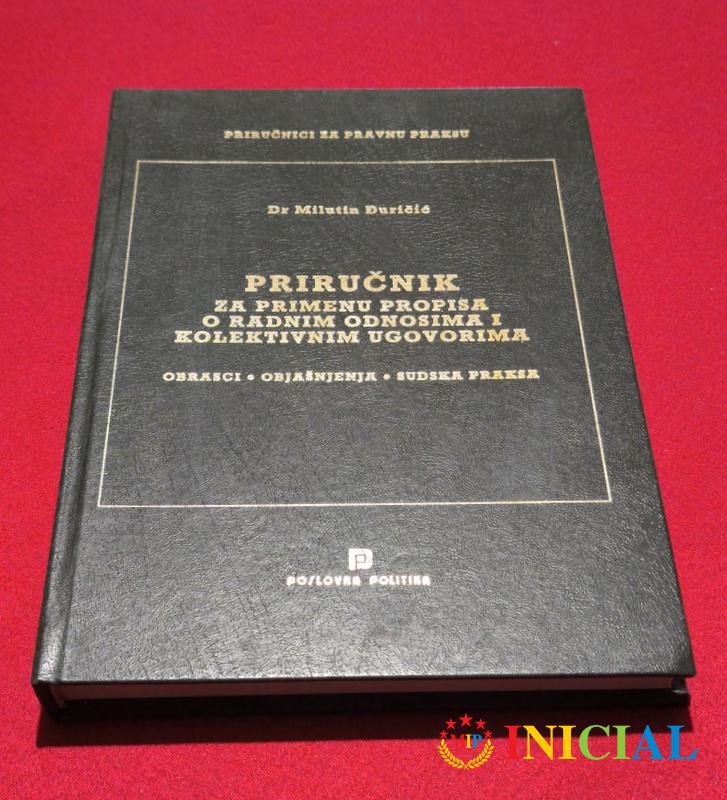 PRIRUČNICI ZA PRAVNU PRAKSU
Dr Milutin Đuričić
PRIRUČNIK
ZA PRIMENU PROPISA
O RADNIM ODNOSIMA I
KOLEKTIVNIM UGOVORIMA
OBRASCI • OBJAŠNJENJA • SUDSKA PRAKSA
P
POSLOVNA POLITIKA
VIP INICIAL